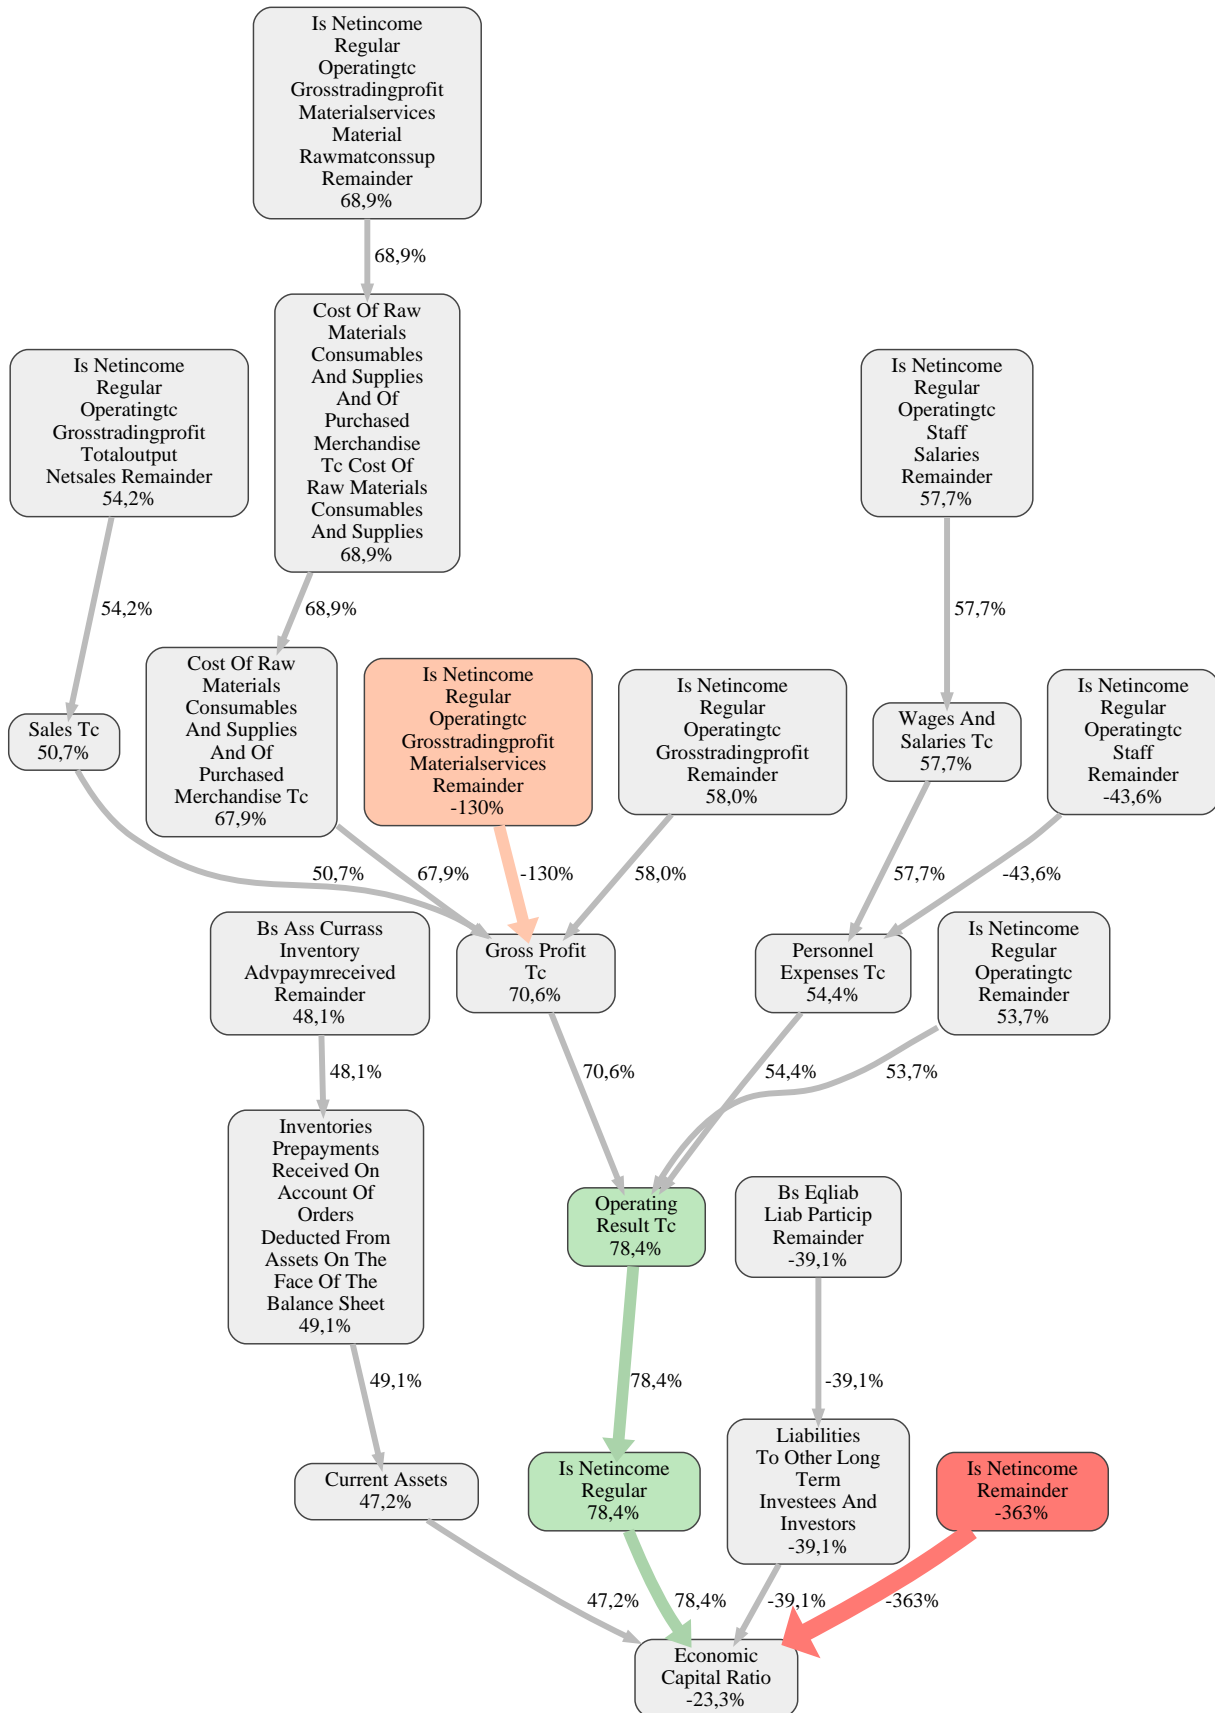 Is Netincome
Regular
Operatingtc
Grosstradingprofit
Materialservices
Material
Rawmatconssup
Remainder
68,9%
68,9%
Cost Of Raw
Materials
Consumables
And Supplies
And Of
Purchased
Merchandise
Tc Cost Of
Raw Materials
Consumables
And Supplies
68,9%
Is Netincome
Regular
Operatingtc
Grosstradingprofit
Totaloutput
Netsales Remainder
54,2%
Is Netincome
Regular
Operatingtc
Staff
Salaries
Remainder
57,7%
54,2%
68,9%
57,7%
Sales Tc
50,7%
Cost Of Raw
Materials
Consumables
And Supplies
And Of
Purchased
Merchandise Tc
67,9%
Is Netincome
Regular
Operatingtc
Grosstradingprofit
Materialservices
Remainder
-130%
Is Netincome
Regular
Operatingtc
Grosstradingprofit
Remainder
58,0%
Wages And
Salaries Tc
57,7%
Is Netincome
Regular
Operatingtc
Staff
Remainder
-43,6%
50,7%
67,9%
-130%
58,0%
57,7%
-43,6%
Bs Ass Currass
Inventory
Advpaymreceived
Remainder
48,1%
Gross Profit
Tc
70,6%
Personnel
Expenses Tc
54,4%
Is Netincome
Regular
Operatingtc
Remainder
53,7%
48,1%
70,6%
54,4%
53,7%
Inventories
Prepayments
Received On
Account Of
Orders
Deducted From
Assets On The
Face Of The
Balance Sheet
49,1%
Operating
Result Tc
78,4%
Bs Eqliab
Liab Particip
Remainder
-39,1%
49,1%
78,4%
-39,1%
Current Assets
47,2%
Is Netincome
Regular
78,4%
Liabilities
To Other Long
Term
Investees And
Investors
-39,1%
Is Netincome
Remainder
-363%
47,2%
78,4%
-39,1%
-363%
Economic
Capital Ratio
-23,3%